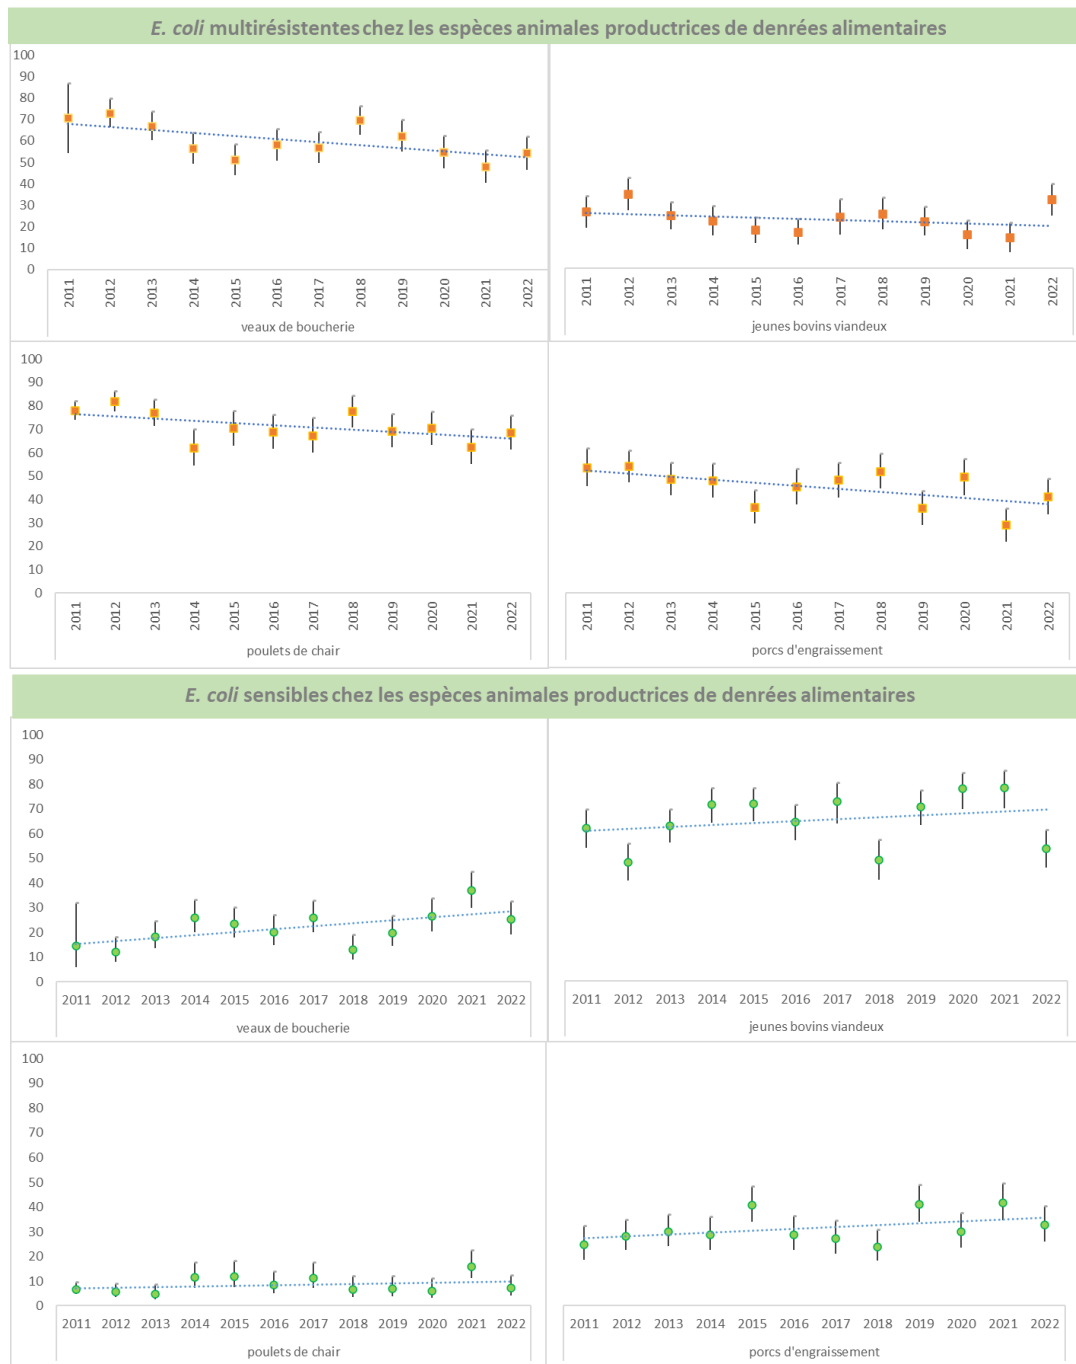 E. coli multirésistentes chez les espèces animales productrices de denrées alimentaires
100
90
80
70
60
50
40
30
20
10
0
2011 2012 2013 2014 2015 2016 2017 2018 2019 2020 2021 2022
veaux de boucherie
2011 2012 2013 2014 2015 2016 2017 2018 2019 2020 2021 2022
jeunes bovins viandeux
100
90
80
70
60
50
40
30
20
10
0
2011 2012 2013 2014 2015 2016 2017 2018 2019 2020 2021 2022
poulets de chair
2011 2012 2013 2014 2015 2016 2017 2018 2019 2020 2021 2022
porcs d'engraissement
E. coli sensibles chez les espèces animales productrices de denrées alimentaires
100
90
80
70
60
50
40
30
20
10
0
2011 2012 2013 2014 2015 2016 2017 2018 2019 2020 2021 2022
veaux de boucherie
2011 2012 2013 2014 2015 2016 2017 2018 2019 2020 2021 2022
jeunes bovins viandeux
100
90
80
70
60
50
40
30
20
10
0
2011 2012 2013 2014 2015 2016 2017 2018 2019 2020 2021 2022
poulets de chair
2011 2012 2013 2014 2015 2016 2017 2018 2019 2020 2021 2022
porcs d'engraissement